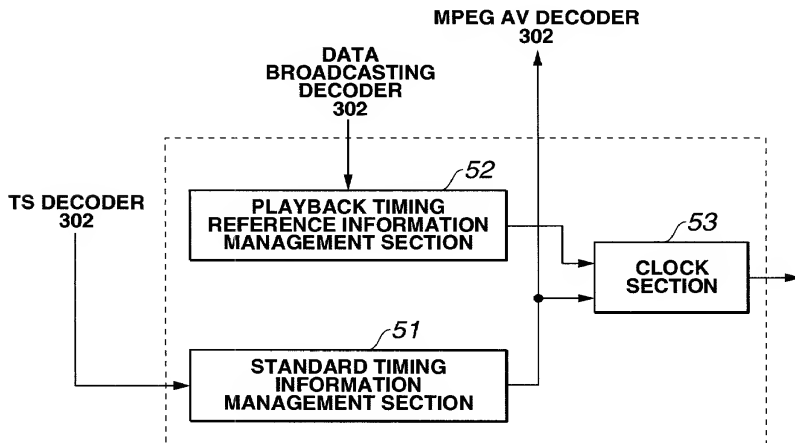 MPEG AV DECODER
302
DATA
BROADCASTING
DECODER
302
TS DECODER
302
52
PLAYBACK TIMING
REFERENCE INFORMATION
MANAGEMENT SECTION
53
CLOCK
SECTION
51
STANDARD TIMING
INFORMATION
MANAGEMENT SECTION